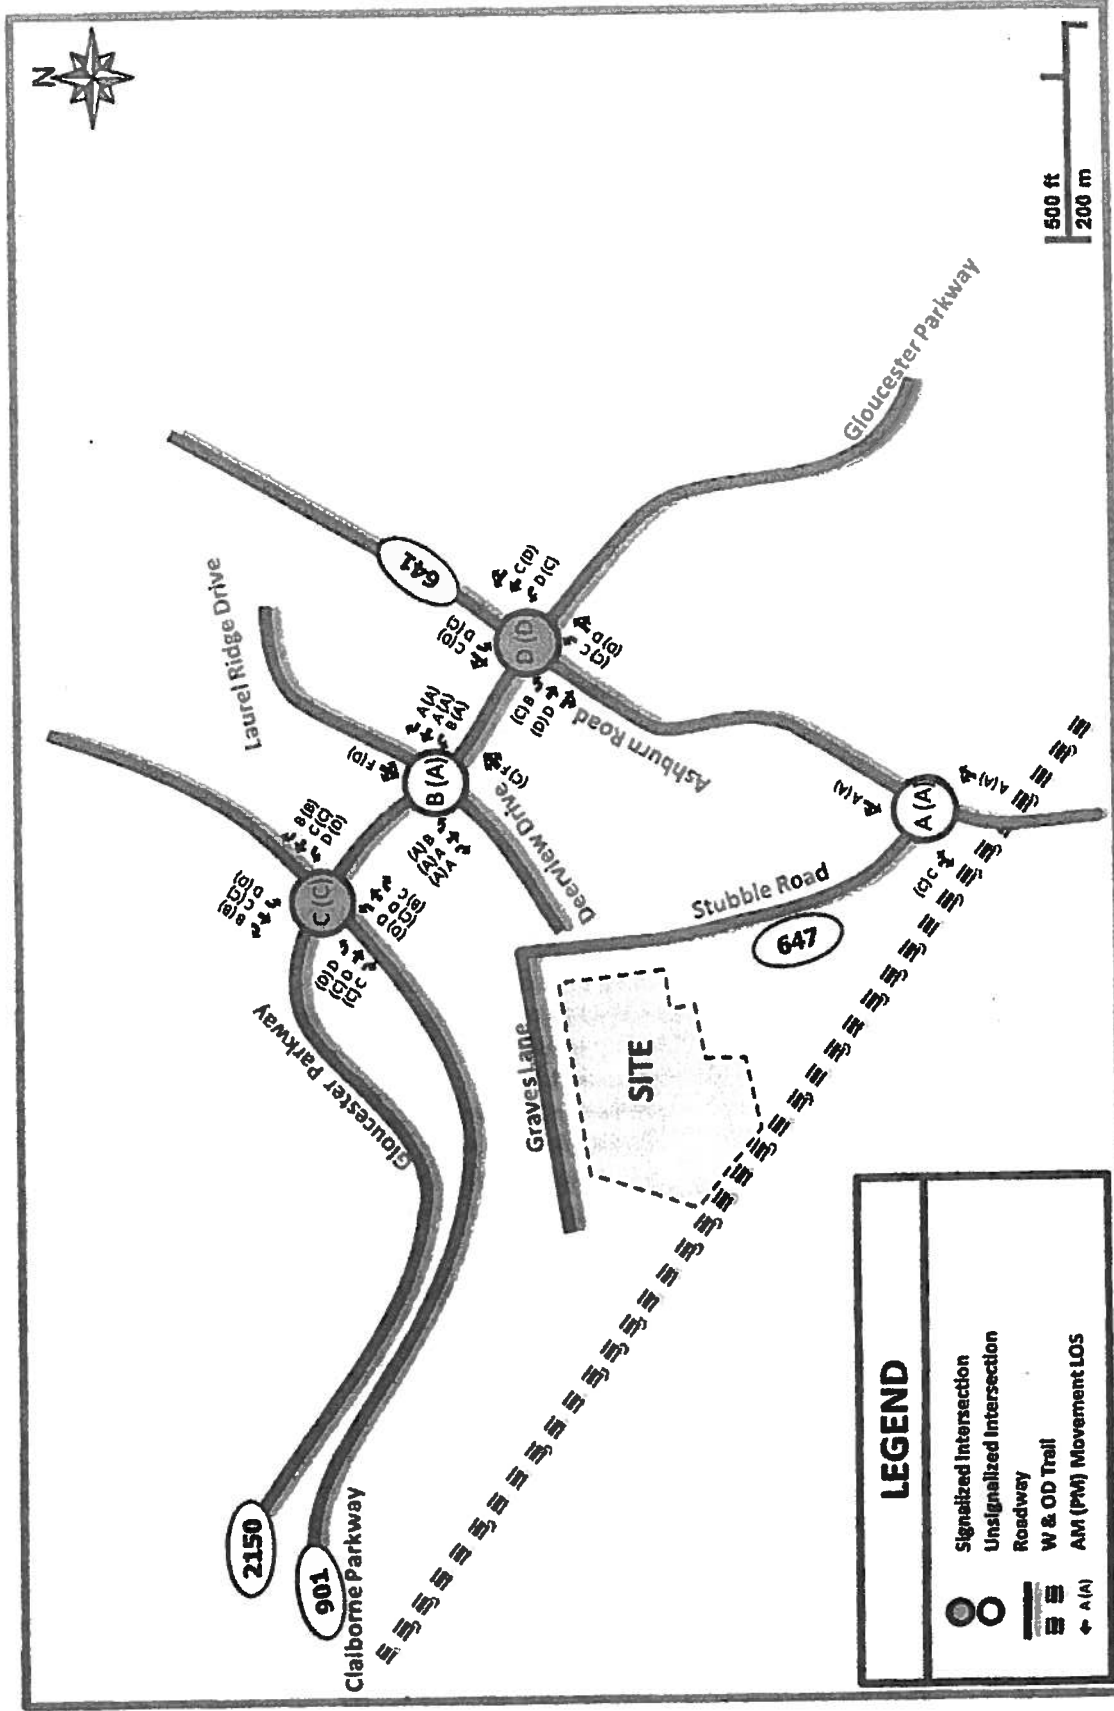 N
2150
901
Claiborne Parkway
Gloucester Parkway
Laurel Ridge Drive
B (B)
C (C)
D (D)
B (B)
C (C)
D (D)
C (C)
(D) D
(D) D
(C) D
(B) C
F (D)
A (A)
A (A)
B (A)
B (A)
(A) B
(A) A
(A) A
(C) F
641
C (D)
D (C)
C (D)
D (C)
D (D)
(C) B
(D) D
(C) C
(D) D
Deerview Drive
Ashburn Road
Gloucester Parkway
Graves Lane
SITE
Stubble Road
647
A (A)
A (A)
(C) C
A (A)
LEGEND
Signalized Intersection
Unsignalized Intersection
Roadway
W & OD Trail
A (A) AM (PM) Movement LOS
500 ft
200 m